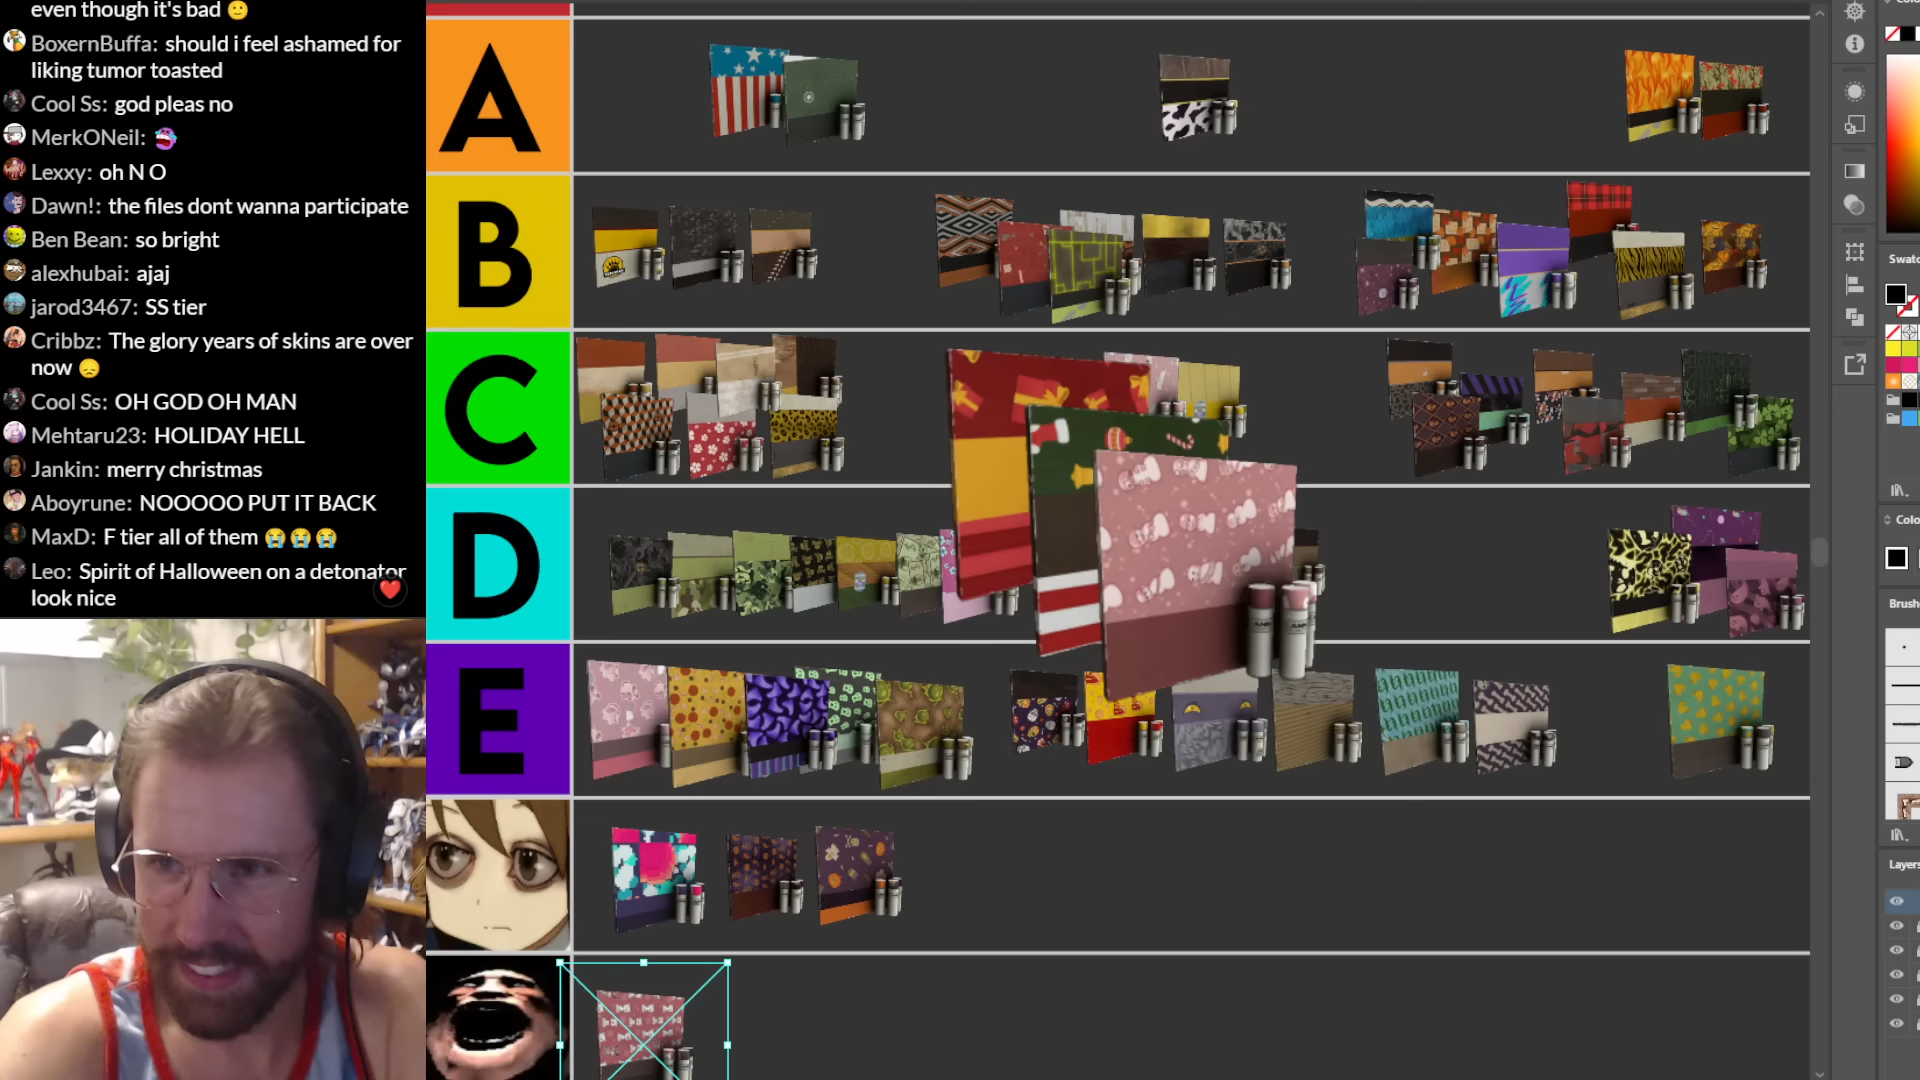 even though it's bad 🙂
BoxernBuffa: should i feel ashamed for
liking tumor toasted
Cool Ss: god pleas no
MerkONeil:
Lexxy: oh N O
Dawn!: the files dont wanna participate
Ben Bean: so bright
alexhubai: ajaj
jarod3467: SS tier
Cribbz: The glory years of skins are over
now 😞
Cool Ss: OH GOD OH MAN
Mehtaru23: HOLIDAY HELL
Jankin: merry christmas
Aboyrune: NOOOOO PUT IT BACK
MaxD: F tier all of them 😭😭😭
Leo: Spirit of Halloween on a detonator
look nice
A
B
C
D
E
Swatc
Colo
Brushe
Layers